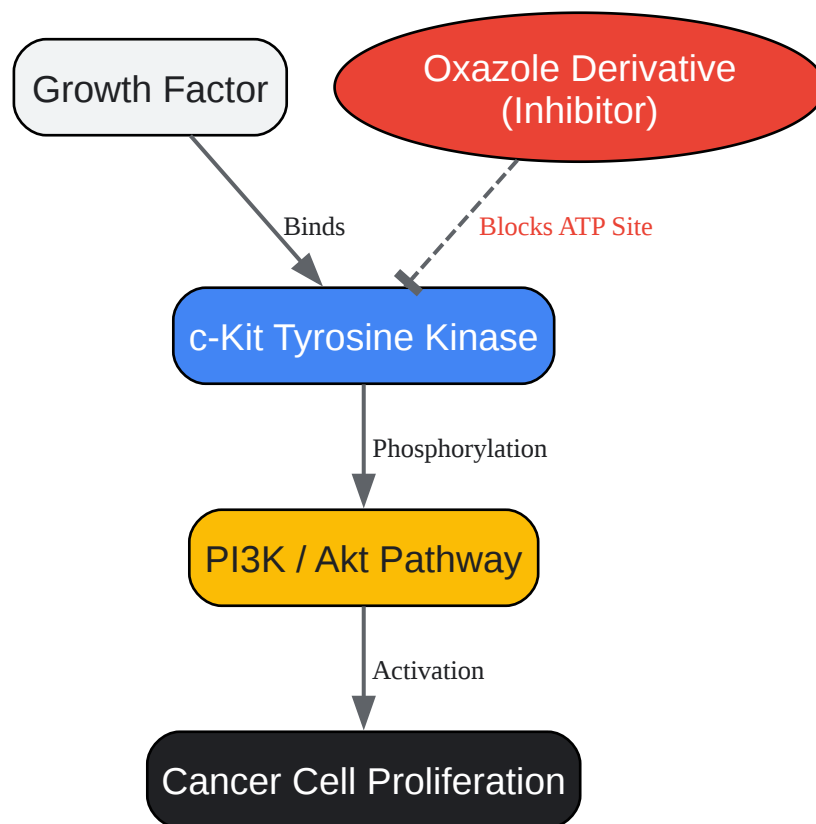 Growth Factor
Oxazole Derivative
(Inhibitor)
Binds
Blocks ATP Site
c-Kit Tyrosine Kinase
Phosphorylation
PI3K / Akt Pathway
Activation
Cancer Cell Proliferation